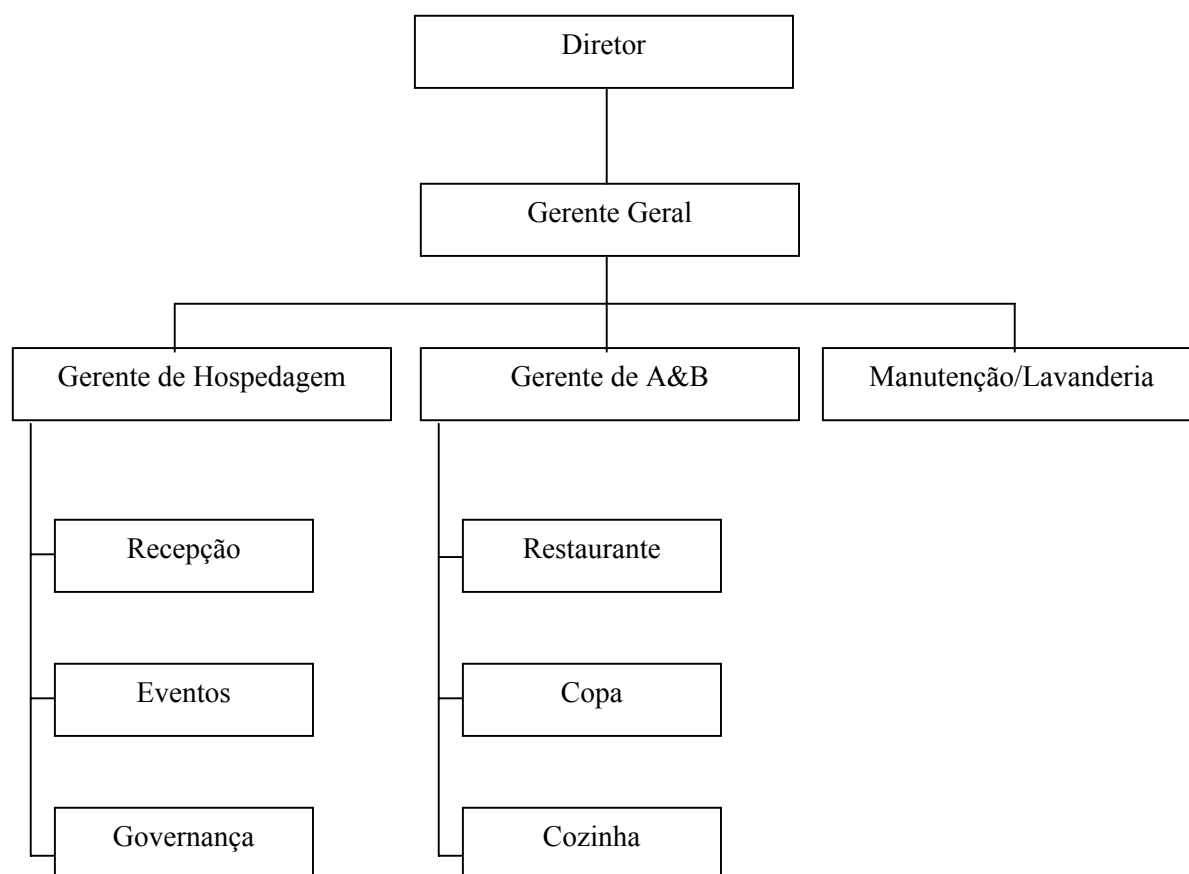 Diretor
Gerente Geral
Gerente de Hospedagem
Gerente de A&B
Manutenção/Lavanderia
Recepção
Restaurante
Eventos
Copa
Governança
Cozinha